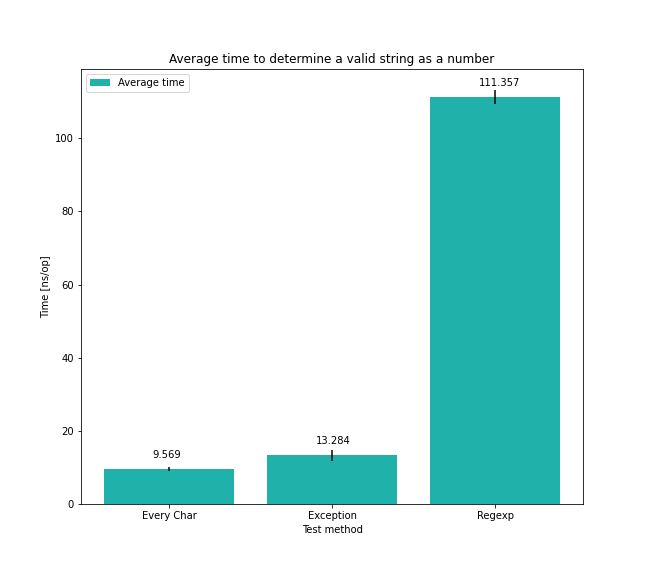 Average time to determine a valid string as a number
Average time
111.357
100
80
60
40
20
0
Time [ns/op]
9.569
13.284
Every Char
Exception
Regexp
Test method